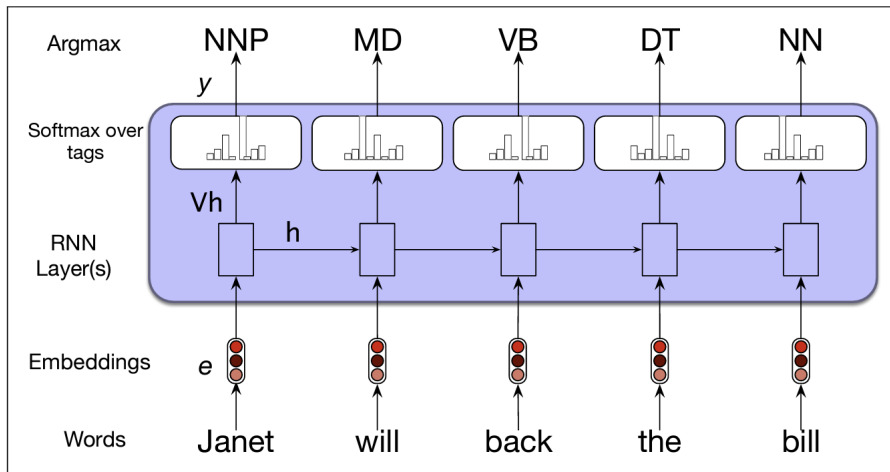 Argmax NNP MD VB DT NN
y
Softmax over
tags
Vh
h
RNN
Layer(s)
Embeddings e
Words Janet will back the bill